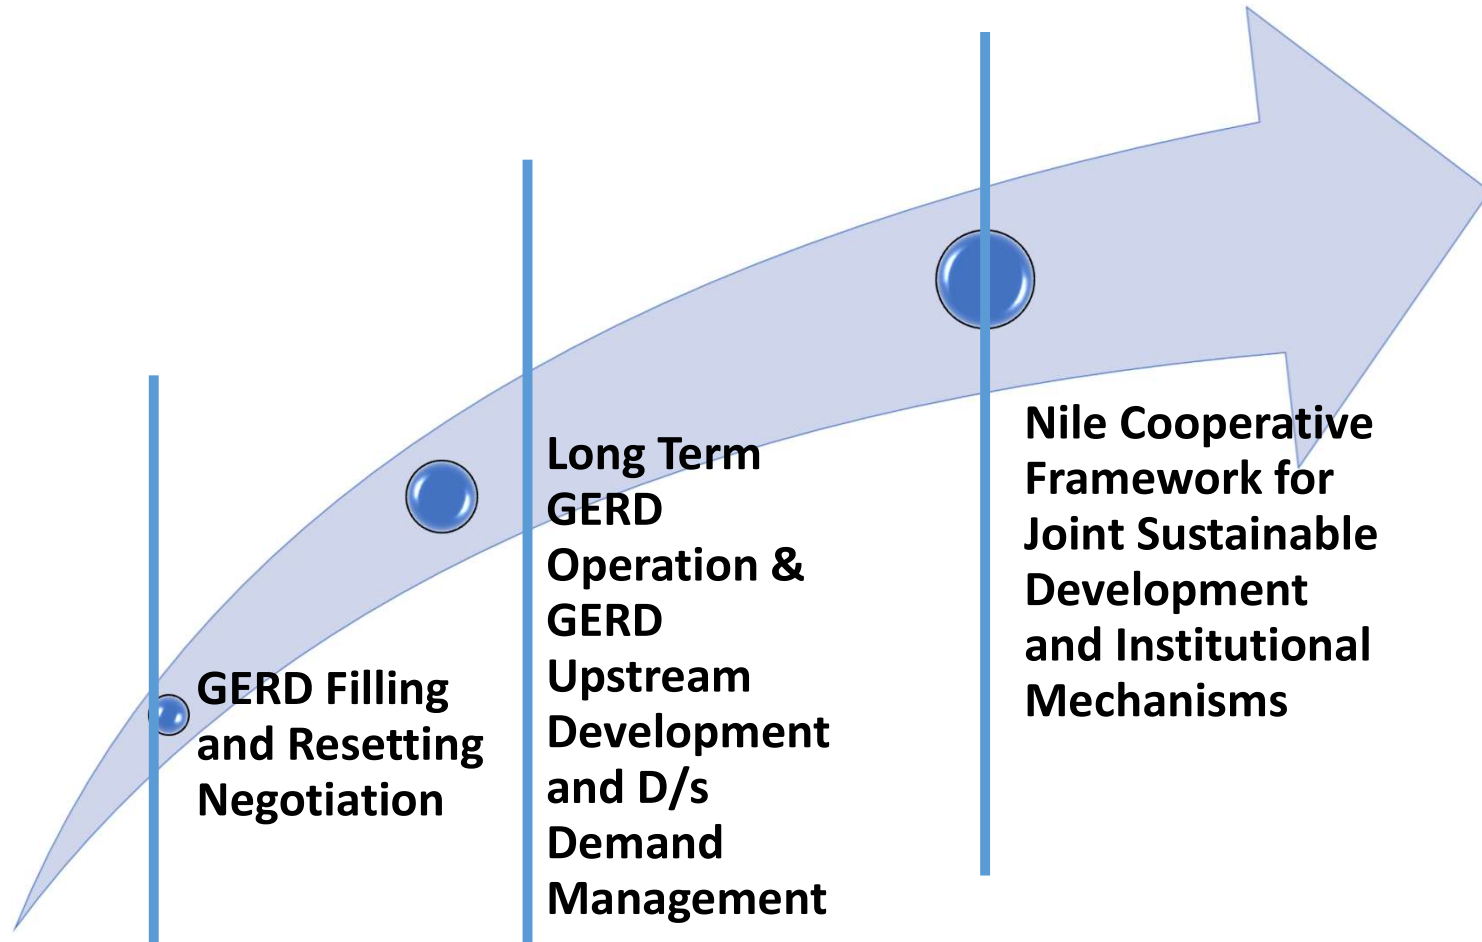 GERD Filling
and Resetting
Negotiation
Long Term
GERD
Operation &
GERD
Upstream
Development
and D/s
Demand
Management
Nile Cooperative
Framework for
Joint Sustainable
Development
and Institutional
Mechanisms